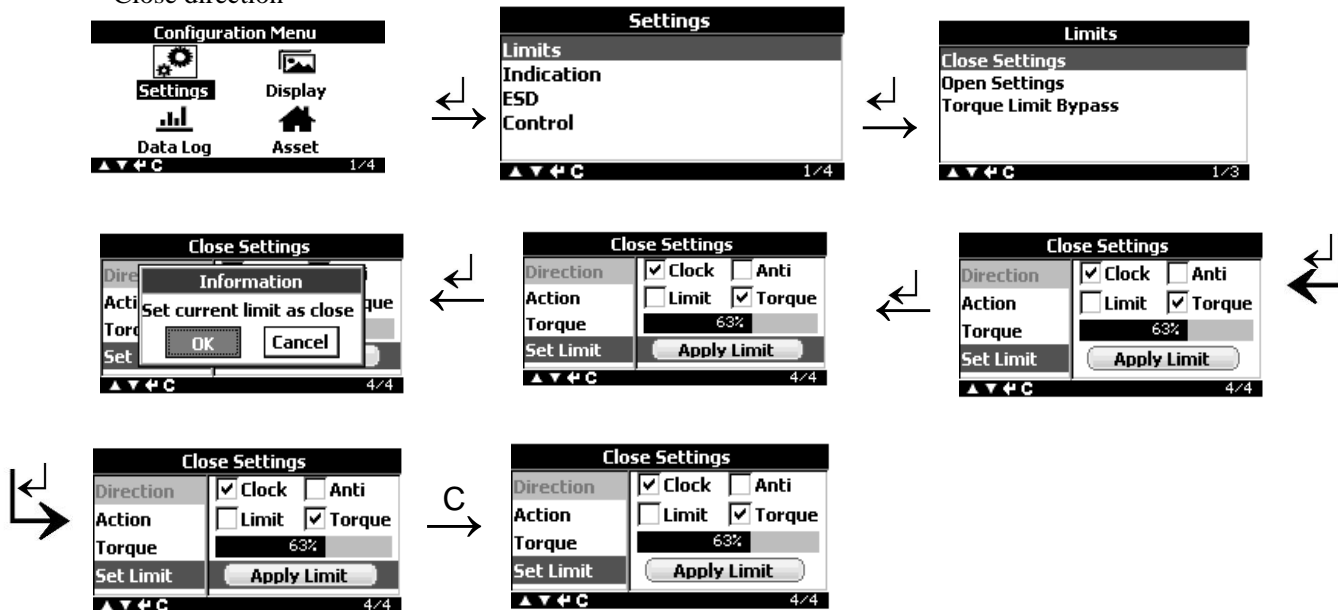 Close direction
Configuration Menu
Settings Display
Data Log Asset
▲ ▼ ↵ C 1/4
Settings
Limits
Indication
ESD
Control
▲ ▼ ↵ C 1/4
Limits
Close Settings
Open Settings
Torque Limit Bypass
▲ ▼ ↵ C 1/3
Close Settings
Dire
Information
Acti
que
Set current limit as close
OK Cancel
Set
▲ ▼ ↵ C 4/4
Close Settings
Direction Clock Anti
Action Limit Torque
Torque 63%
Set Limit Apply Limit
▲ ▼ ↵ C 4/4
Close Settings
Direction Clock Anti
Action Limit Torque
Torque 63%
Set Limit Apply Limit
▲ ▼ ↵ C 4/4
Close Settings
Direction Clock Anti
Action Limit Torque
Torque 63%
Set Limit Apply Limit
▲ ▼ ↵ C 4/4
C
Close Settings
Direction Clock Anti
Action Limit Torque
Torque 63%
Set Limit Apply Limit
▲ ▼ ↵ C 4/4